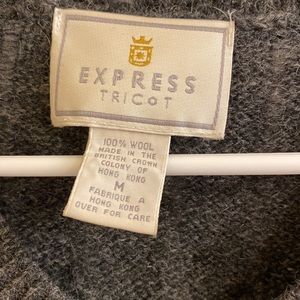 EXPRESS
TRICOT
100% WOOL
MADE IN THE
BRITISH CROWN
COLONY OF
HONG KONG
M
FABRIQUE A
HONG KONG
OVER FOR CARE